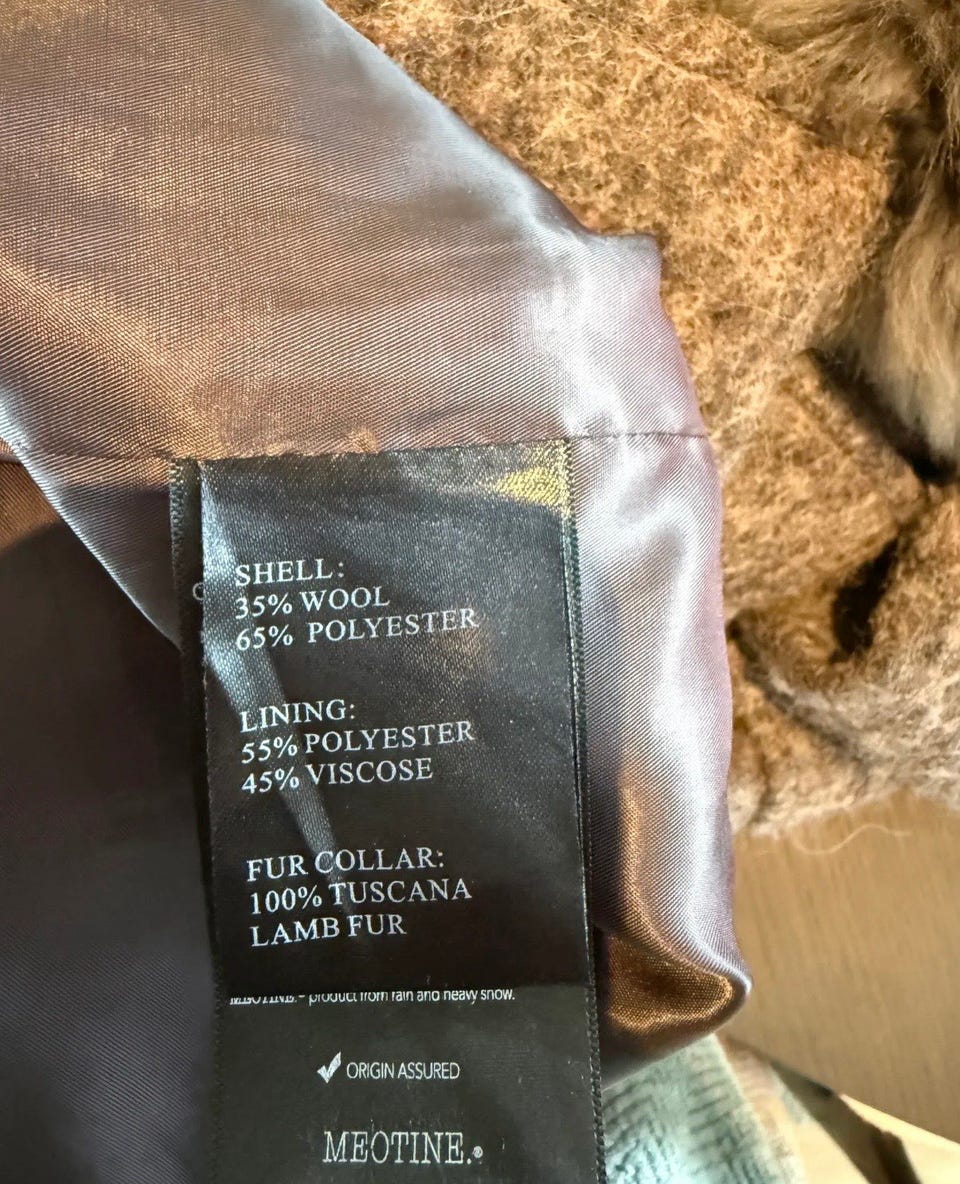 SHELL:
35% WOOL
65% POLYESTER
LINING:
55% POLYESTER
45% VISCOSE
FUR COLLAR:
100% TUSCANA
LAMB FUR
MEOTINE.® product from rain and heavy snow.
ORIGIN ASSURED
MEOTINE.®